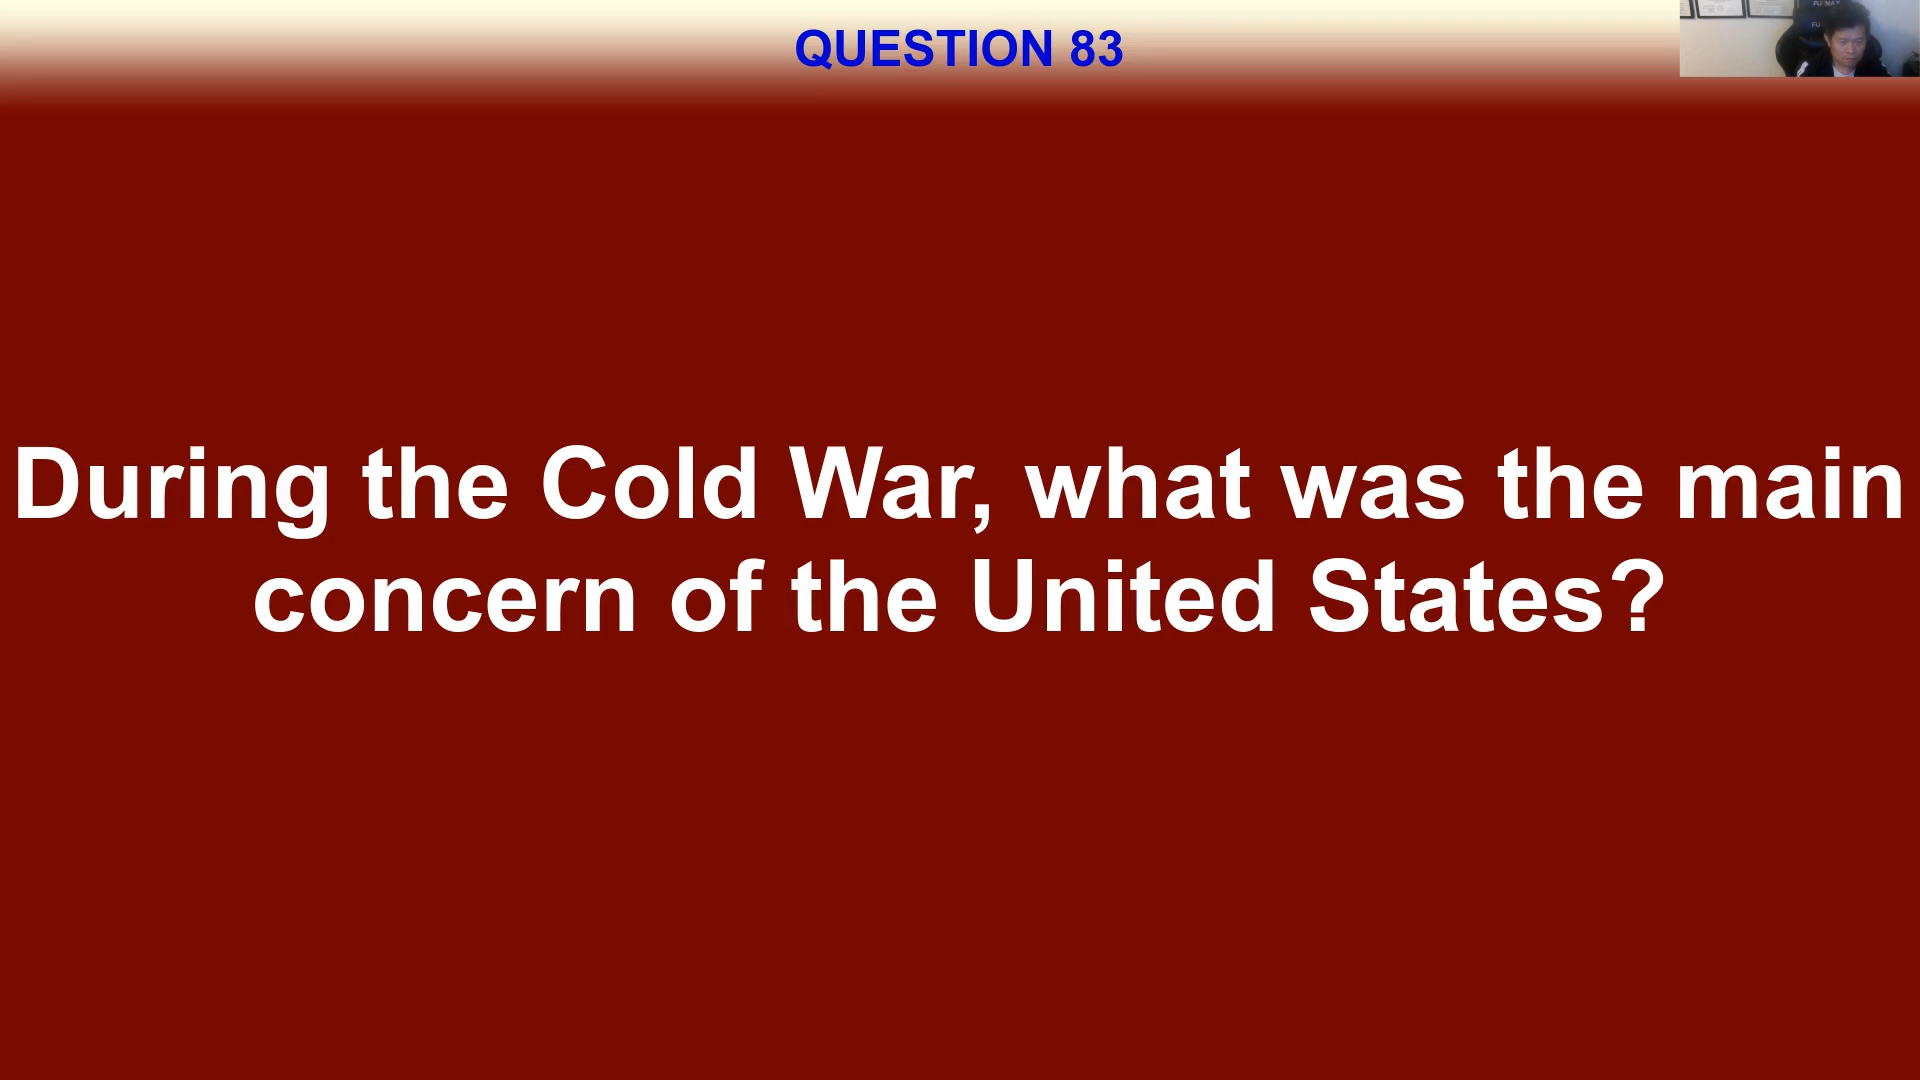 QUESTION 83
During the Cold War, what was the main
concern of the United States?